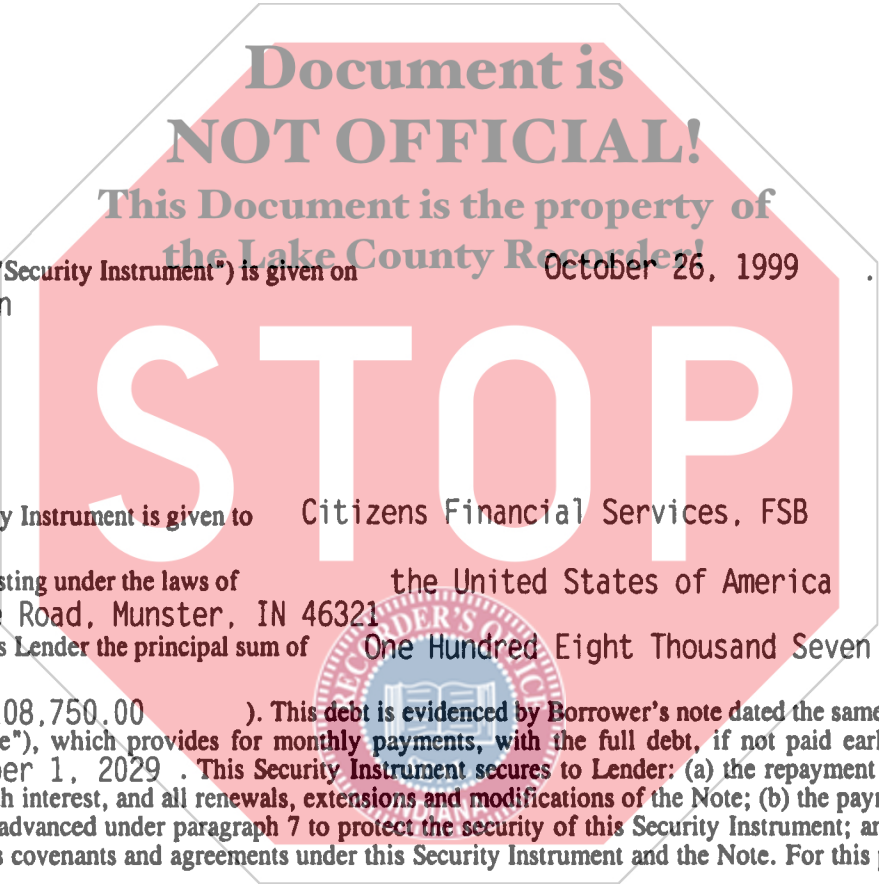 Document is
NOT OFFICIAL!
This Document is the property of
the Lake County Recorder!
"Security Instrument") is given on October 26, 1999 .
n
STOP
y Instrument is given to Citizens Financial Services, FSB
sting under the laws of the United States of America
e Road, Munster, IN 46321
s Lender the principal sum of One Hundred Eight Thousand Seven
08,750.00 ). This debt is evidenced by Borrower's note dated the same
e"), which provides for monthly payments, with the full debt, if not paid earl
er 1, 2029 . This Security Instrument secures to Lender: (a) the repayment
h interest, and all renewals, extensions and modifications of the Note; (b) the payn
advanced under paragraph 7 to protect the security of this Security Instrument; an
s covenants and agreements under this Security Instrument and the Note. For this p
RECORDER'S OFFICE
INDIANA